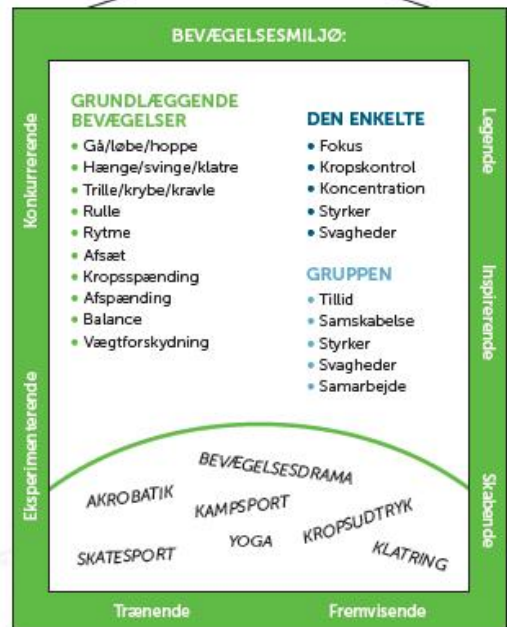 BEVÆGELSESMILJØ:
Konkurrerende
Eksperimenterende
GRUNDLÆGGENDE
BEVÆGELSER
• Gå/løbe/hoppe
• Hænge/svinge/klatre
• Trille/krybe/kravle
• Rulle
• Rytme
• Afsæt
• Kropsspænding
• Afspænding
• Balance
• Vægtforskydning
DEN ENKELTE
• Fokus
• Kropskontrol
• Koncentration
• Styrker
• Svagheder
GRUPPEN
• Tillid
• Samskabelse
• Styrker
• Svagheder
• Samarbejde
Legende
Inspirerende
Skabende
BEVÆGELSESDRAMA
AKROBATIK
KAMPSPORT
KROPSUDTRYK
SKATESPORT
YOGA
KLATRING
Trænende
Fremvisende